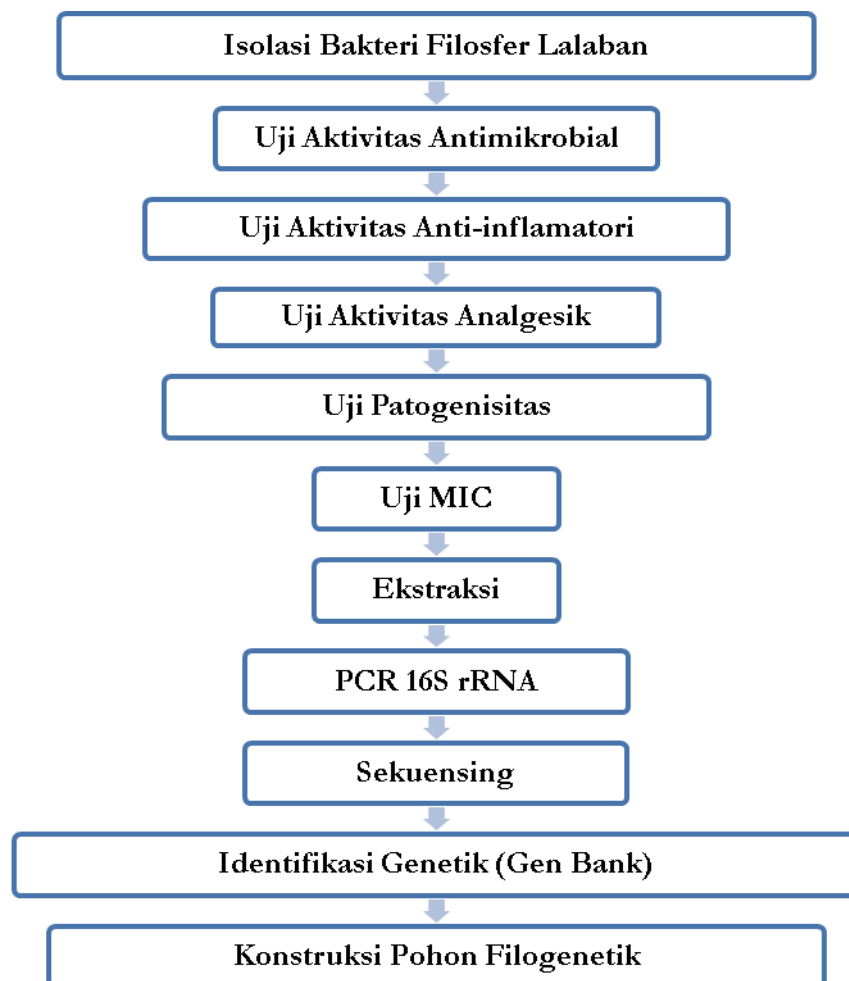 Isolasi Bakteri Filosfer Lalaban
Uji Aktivitas Antimikrobial
Uji Aktivitas Anti-inflamatori
Uji Aktivitas Analgesik
Uji Patogenisitas
Uji MIC
Ekstraksi
PCR 16S rRNA
Sekuensing
Identifikasi Genetik (Gen Bank)
Konstruksi Pohon Filogenetik